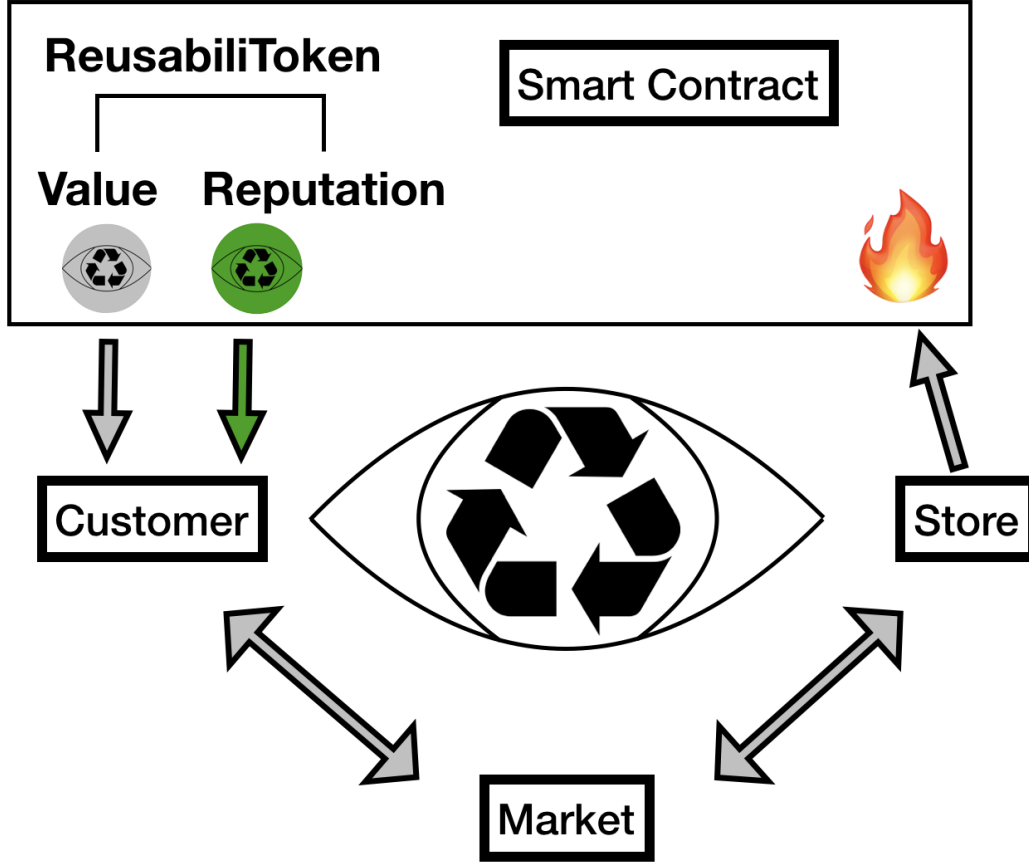 ReusabiliToken
Smart Contract
Value
Reputation
Customer
Store
Market